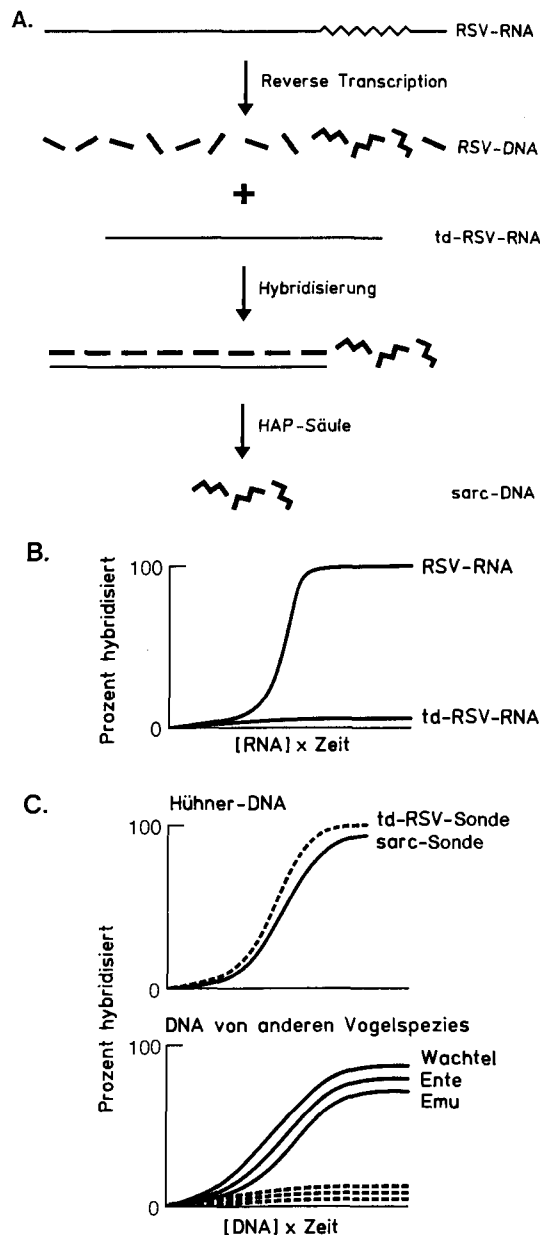 A.
RSV-RNA
Reverse Transcription
RSV-DNA
+
td-RSV-RNA
Hybridisierung
HAP-Säule
sarc-DNA
B.
Prozent hybridisiert
100
0
RSV-RNA
td-RSV-RNA
[RNA] x Zeit
C.
Prozent hybridisiert
Hühner-DNA
100
0
td-RSV-Sonde
sarc-Sonde
DNA von anderen Vogelspezies
100
0
Wachtel
Ente
Emu
[DNA] x Zeit